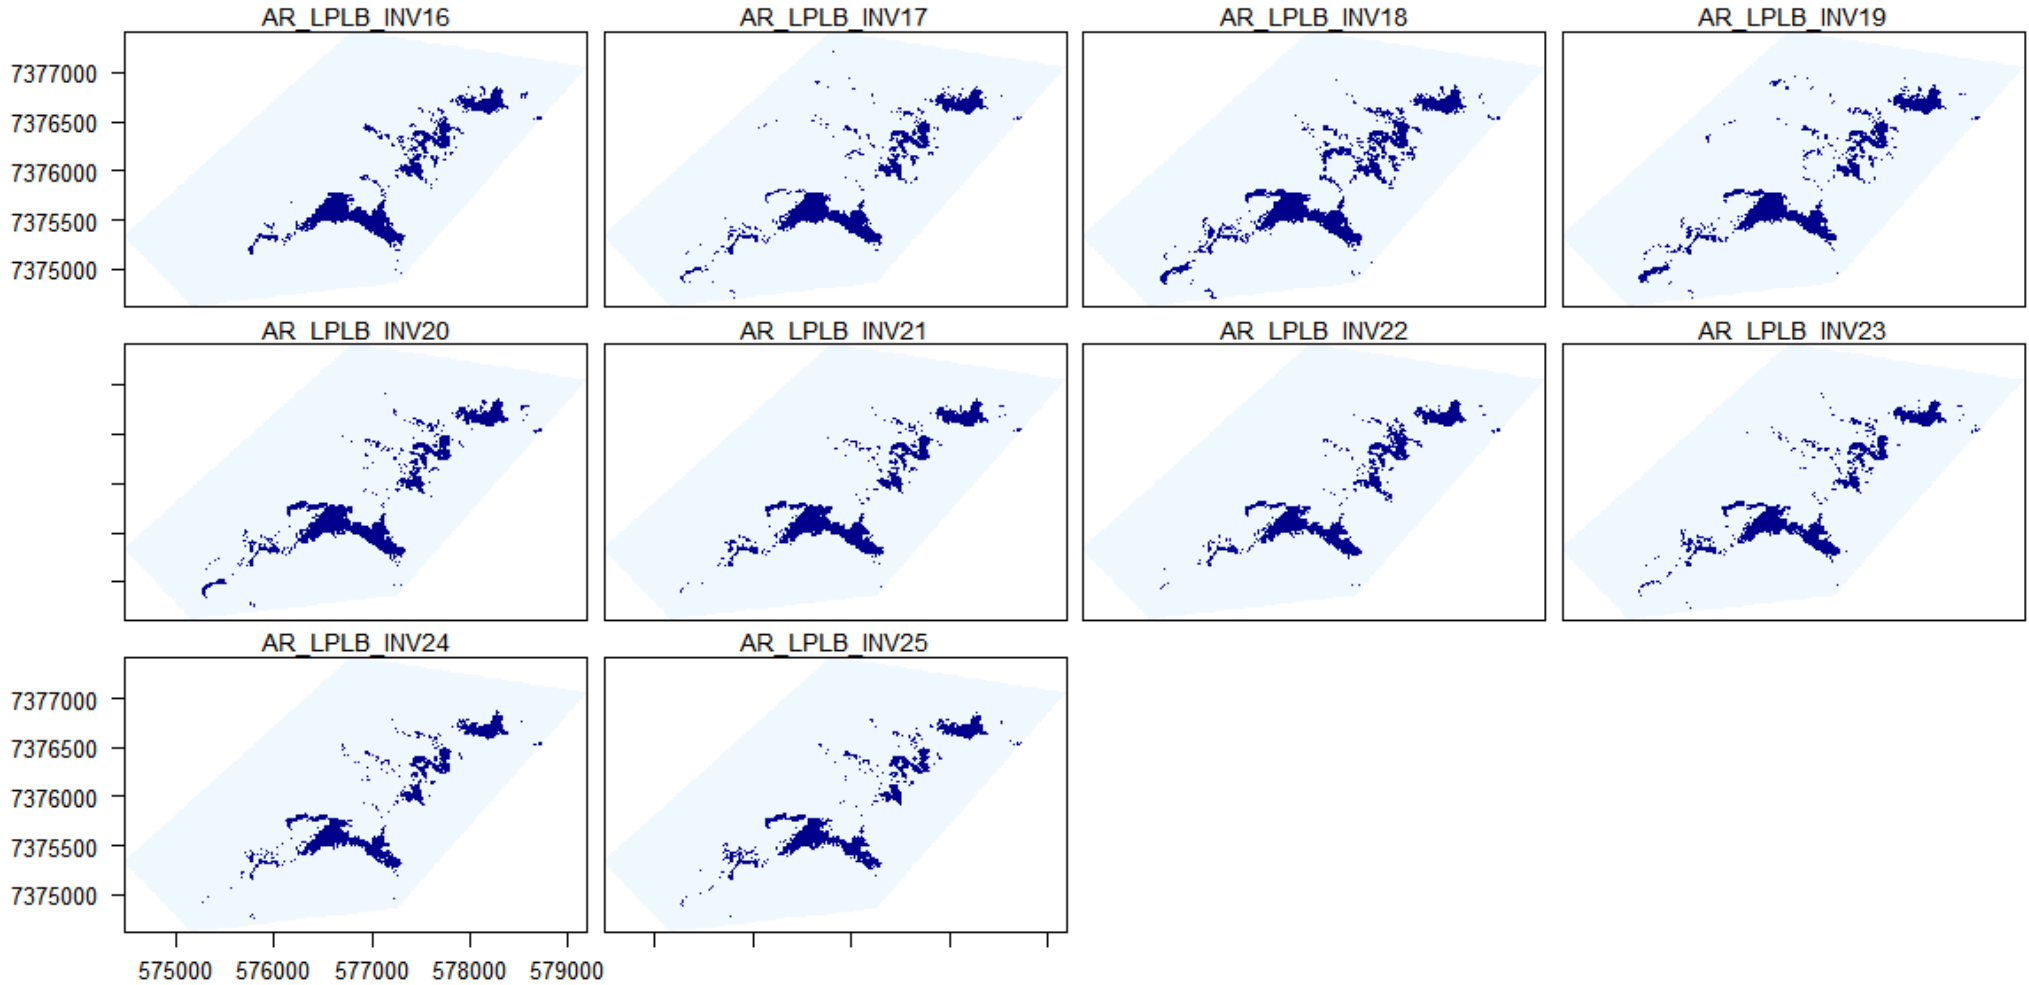 AR_LPLB_INV16 AR_LPLB_INV17 AR_LPLB_INV18 AR_LPLB_INV19
7377000
7376500
7376000
7375500
7375000
AR_LPLB_INV20 AR_LPLB_INV21 AR_LPLB_INV22 AR_LPLB_INV23
AR_LPLB_INV24 AR_LPLB_INV25
7377000
7376500
7376000
7375500
7375000
575000 576000 577000 578000 579000